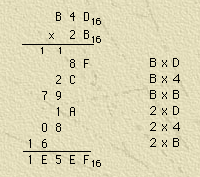 B 4 D₁₆
x 2 B₁₆
1 1
8 F B x D
2 C B x 4
7 9 B x B
1 A 2 x D
0 8 2 x 4
1 6 2 x B
1 E 5 E F₁₆